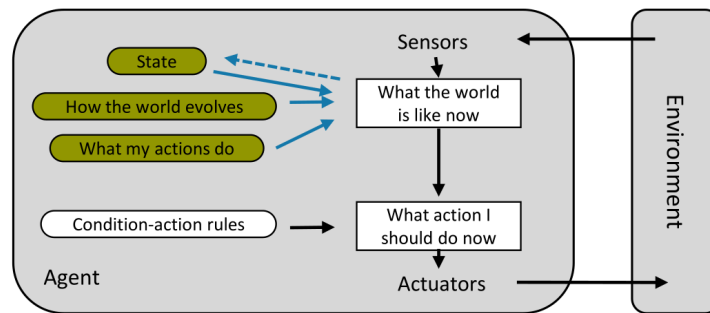 Sensors
State
What the world
is like now
How the world evolves
What my actions do
Environment
Condition-action rules
What action I
should do now
Agent
Actuators